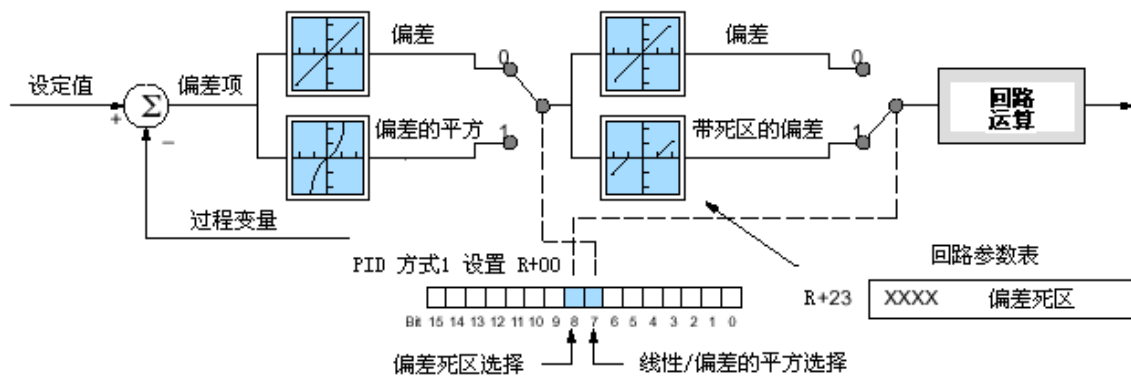 偏差
0
偏差
0
设定值
+
Σ
−
偏差项
偏差的平方
1
带死区的偏差
1
回路
运算
过程变量
PID 方式1 设置 R+00
回路参数表
R+23
XXXX 偏差死区
Bit 15 14 13 12 11 10 9 8 7 6 5 4 3 2 1 0
偏差死区选择
线性/偏差的平方选择